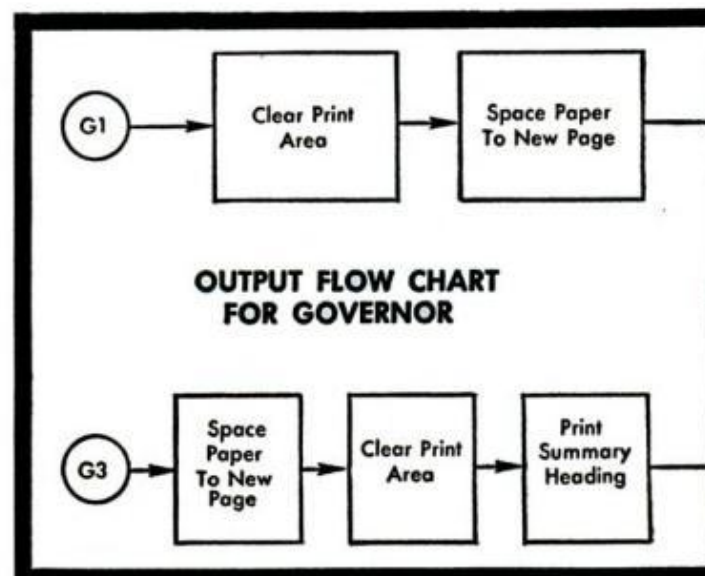 G1
Clear Print
Area
Space Paper
To New Page
OUTPUT FLOW CHART
FOR GOVERNOR
G3
Space
Paper
To New
Page
Clear Print
Area
Print
Summary
Heading